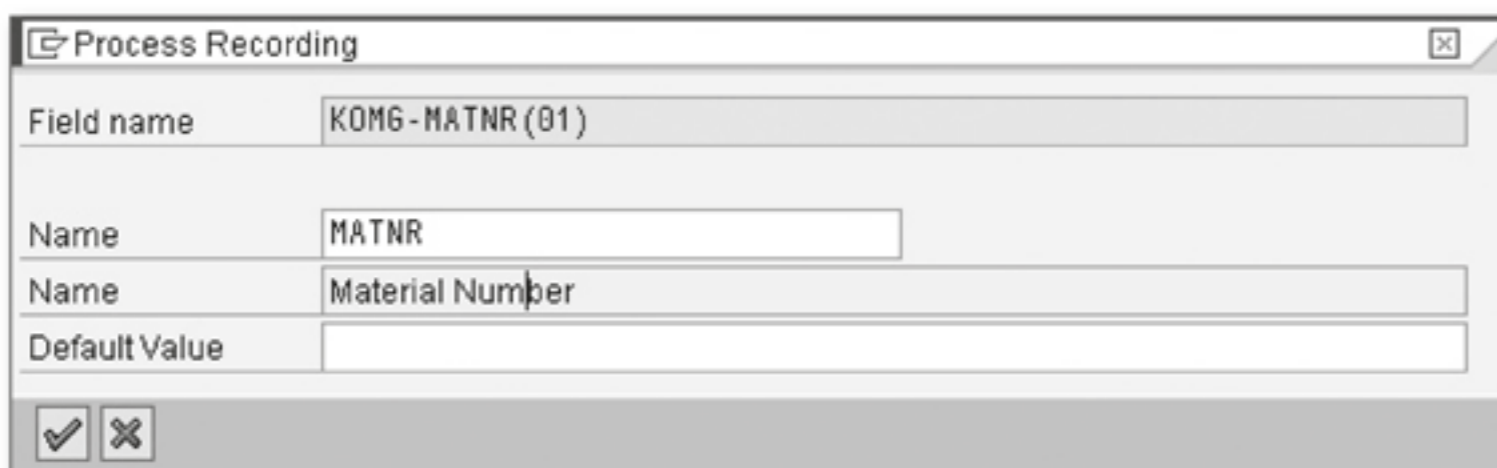 Process Recording
Field name KOMG-MATNR(01)
Name MATNR
Name Material Number
Default Value